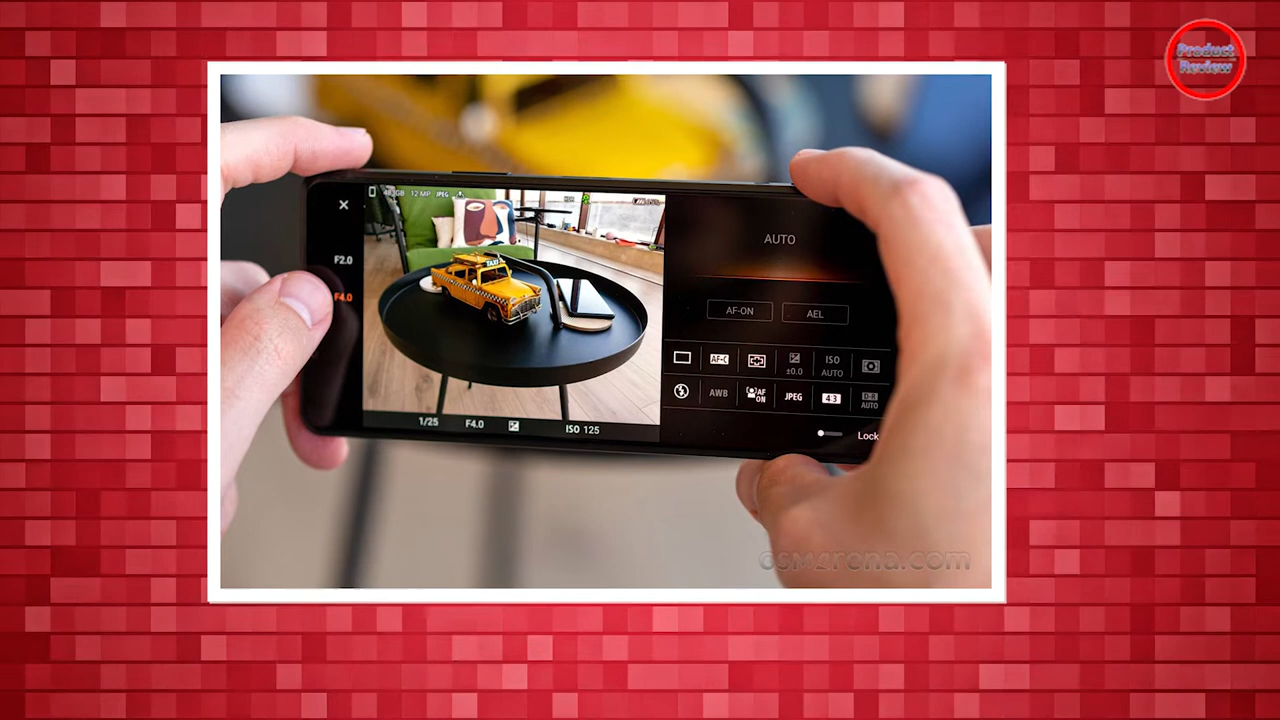 Product
Review
12 MP JPEG
F2.0
F4.0
AUTO
AF-ON
AEL
TAXI
AF-C
±0.0
ISO
AUTO
AWB
AF
ON
JPEG
4:3
D-R
AUTO
1/25
F4.0
ISO 125
Lock
GSMArena.com